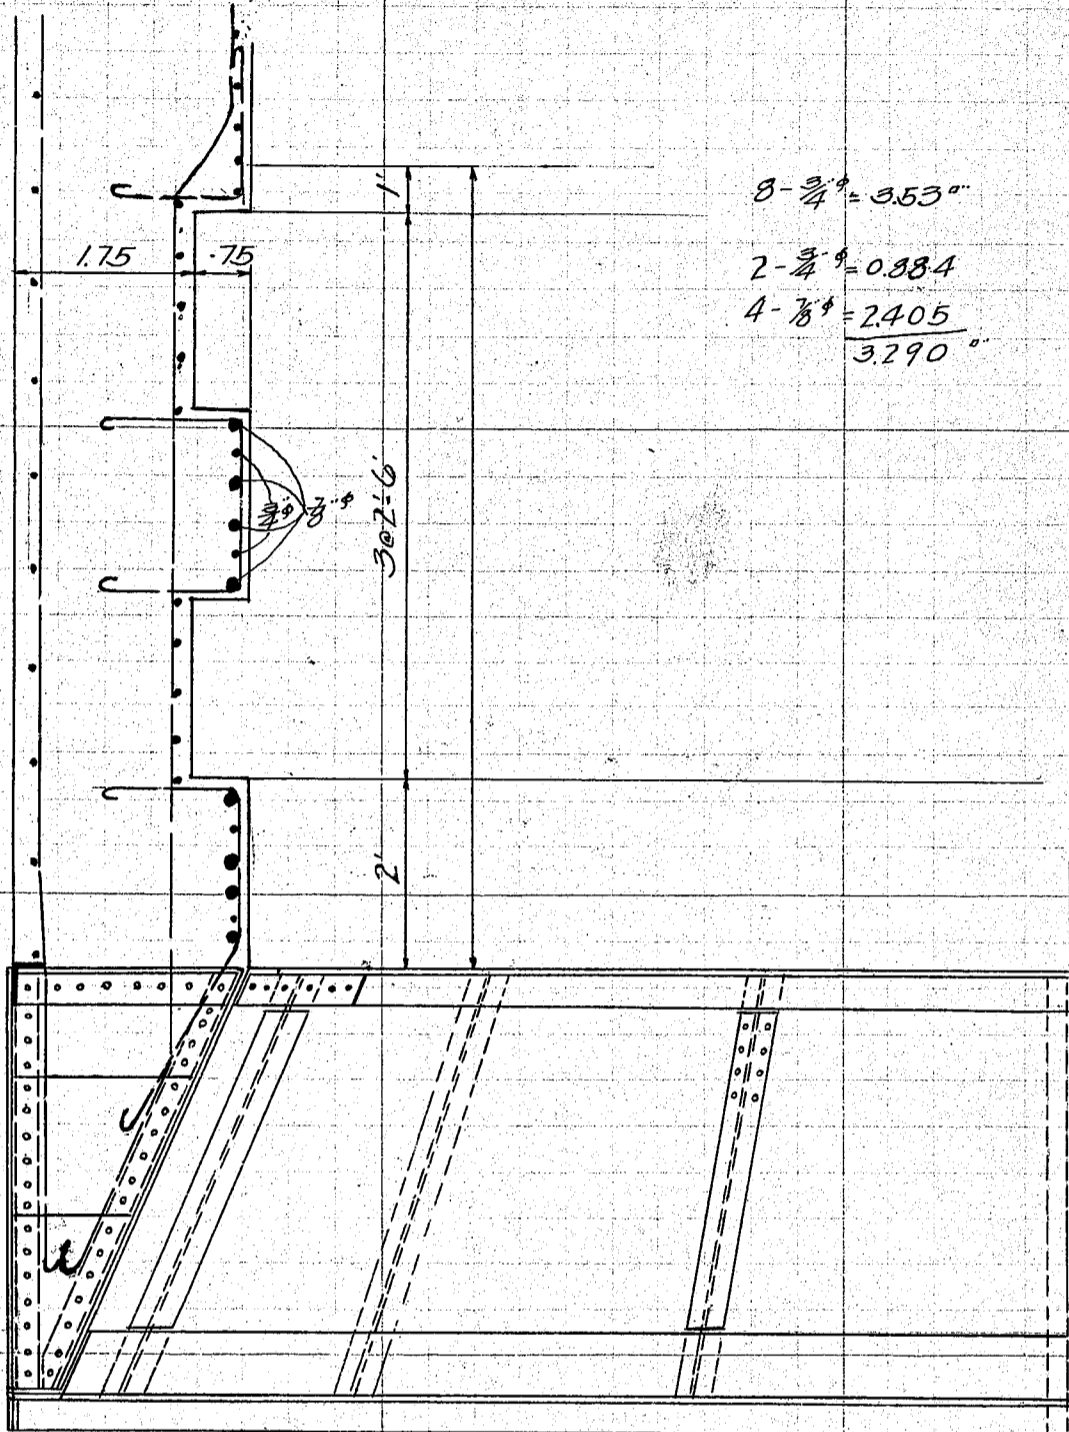 1'
8-3/4"φ = 3.53 □"
1.75 .75
2-3/4"φ = 0.884
4-7/8"φ = 2.405
3.290 □"
3@2'=6'
3/4"φ 7/8"φ
2'